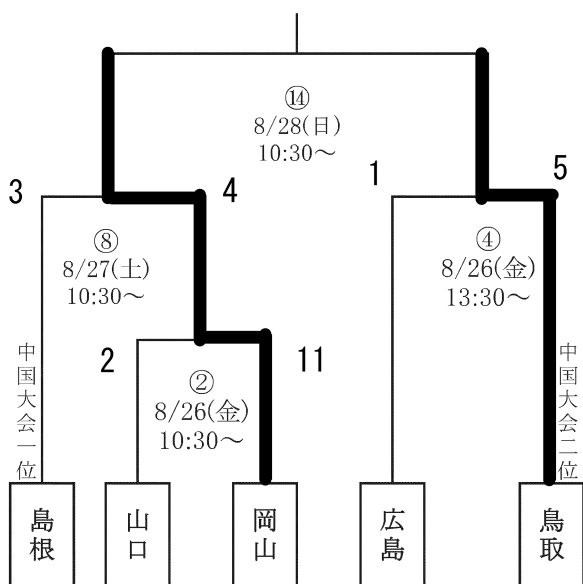 ⑭
8/28(日)
10:30～
3
4
1
5
⑧
8/27(土)
10:30～
④
8/26(金)
13:30～
2
11
②
8/26(金)
10:30～
中国大会一位
中国大会二位
島根
山口
岡山
広島
鳥取